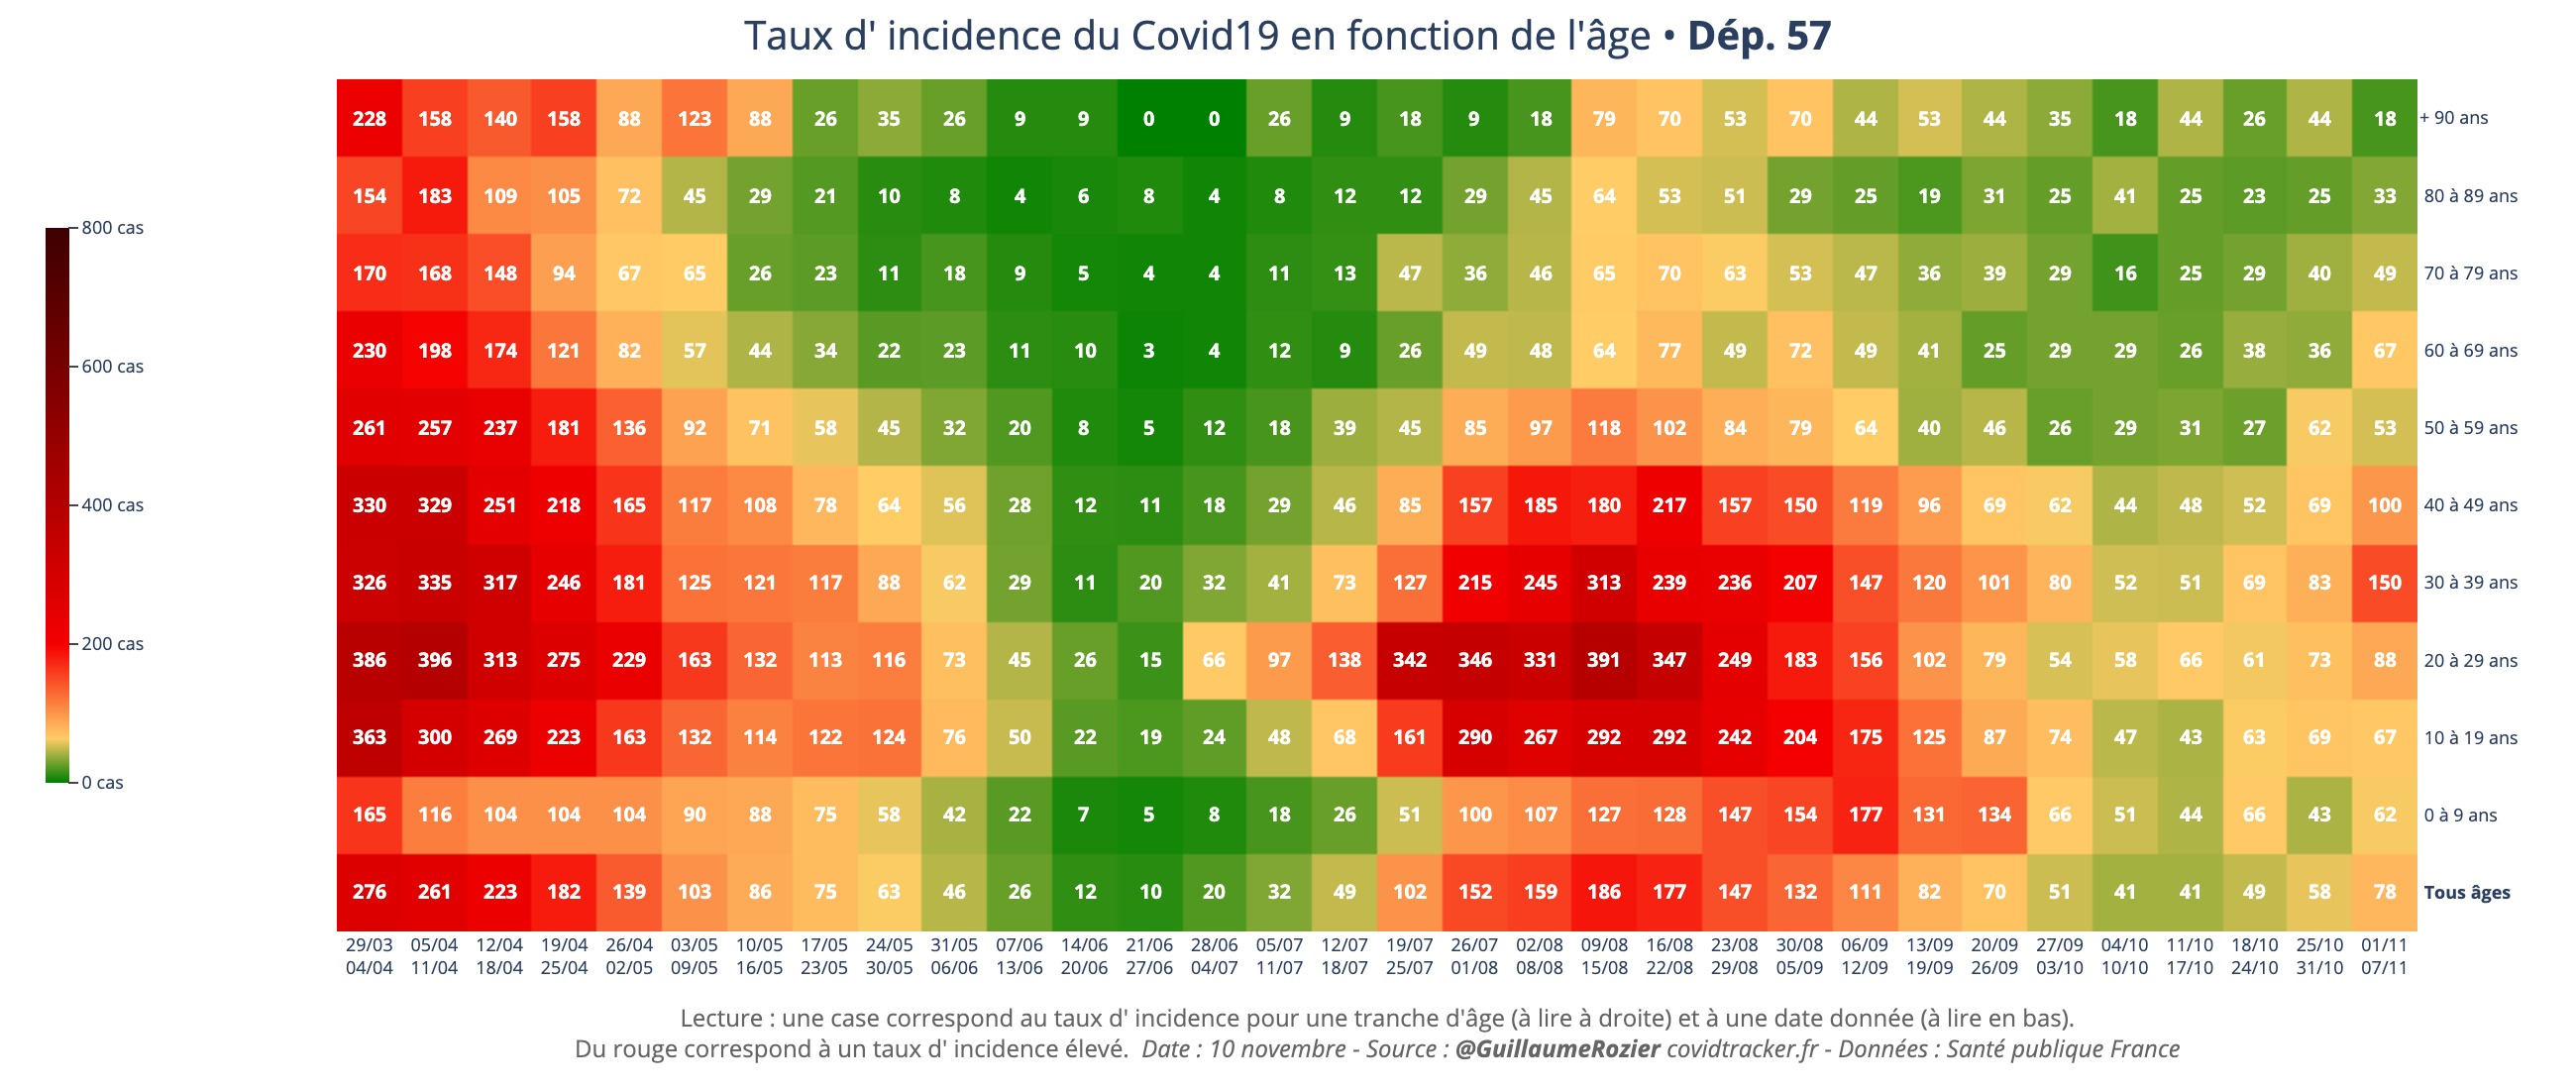 Taux d' incidence du Covid19 en fonction de l'âge • Dép. 57
800 cas
600 cas
400 cas
200 cas
0 cas
228 158 140 158 88 123 88 26 35 26 9 9 0 0 26 9 18 9 18 79 70 53 70 44 53 44 35 18 44 26 44 18 + 90 ans
154 183 109 105 72 45 29 21 10 8 4 6 8 4 8 12 12 29 45 64 53 51 29 25 19 31 25 41 25 23 25 33 80 à 89 ans
170 168 148 94 67 65 26 23 11 18 9 5 4 4 11 13 47 36 46 65 70 63 53 47 36 39 29 16 25 29 40 49 70 à 79 ans
230 198 174 121 82 57 44 34 22 23 11 10 3 4 12 9 26 49 48 64 77 49 72 49 41 25 29 29 26 38 36 67 60 à 69 ans
261 257 237 181 136 92 71 58 45 32 20 8 5 12 18 39 45 85 97 118 102 84 79 64 40 46 26 29 31 27 62 53 50 à 59 ans
330 329 251 218 165 117 108 78 64 56 28 12 11 18 29 46 85 157 185 180 217 157 150 119 96 69 62 44 48 52 69 100 40 à 49 ans
326 335 317 246 181 125 121 117 88 62 29 11 20 32 41 73 127 215 245 313 239 236 207 147 120 101 80 52 51 69 83 150 30 à 39 ans
386 396 313 275 229 163 132 113 116 73 45 26 15 66 97 138 342 346 331 391 347 249 183 156 102 79 54 58 66 61 73 88 20 à 29 ans
363 300 269 223 163 132 114 122 124 76 50 22 19 24 48 68 161 290 267 292 292 242 204 175 125 87 74 47 43 63 69 67 10 à 19 ans
165 116 104 104 104 90 88 75 58 42 22 7 5 8 18 26 51 100 107 127 128 147 154 177 131 134 66 51 44 66 43 62 0 à 9 ans
276 261 223 182 139 103 86 75 63 46 26 12 10 20 32 49 102 152 159 186 177 147 132 111 82 70 51 41 41 49 58 78 Tous âges
29/03 05/04 12/04 19/04 26/04 03/05 10/05 17/05 24/05 31/05 07/06 14/06 21/06 28/06 05/07 12/07 19/07 26/07 02/08 09/08 16/08 23/08 30/08 06/09 13/09 20/09 27/09 04/10 11/10 18/10 25/10 01/11
04/04 11/04 18/04 25/04 02/05 09/05 16/05 23/05 30/05 06/06 13/06 20/06 27/06 04/07 11/07 18/07 25/07 01/08 08/08 15/08 22/08 29/08 05/09 12/09 19/09 26/09 03/10 10/10 17/10 24/10 31/10 07/11
Lecture : une case correspond au taux d' incidence pour une tranche d'âge (à lire à droite) et à une date donnée (à lire en bas).
Du rouge correspond à un taux d' incidence élevé. Date : 10 novembre - Source : @GuillaumeRozier covidtracker.fr - Données : Santé publique France